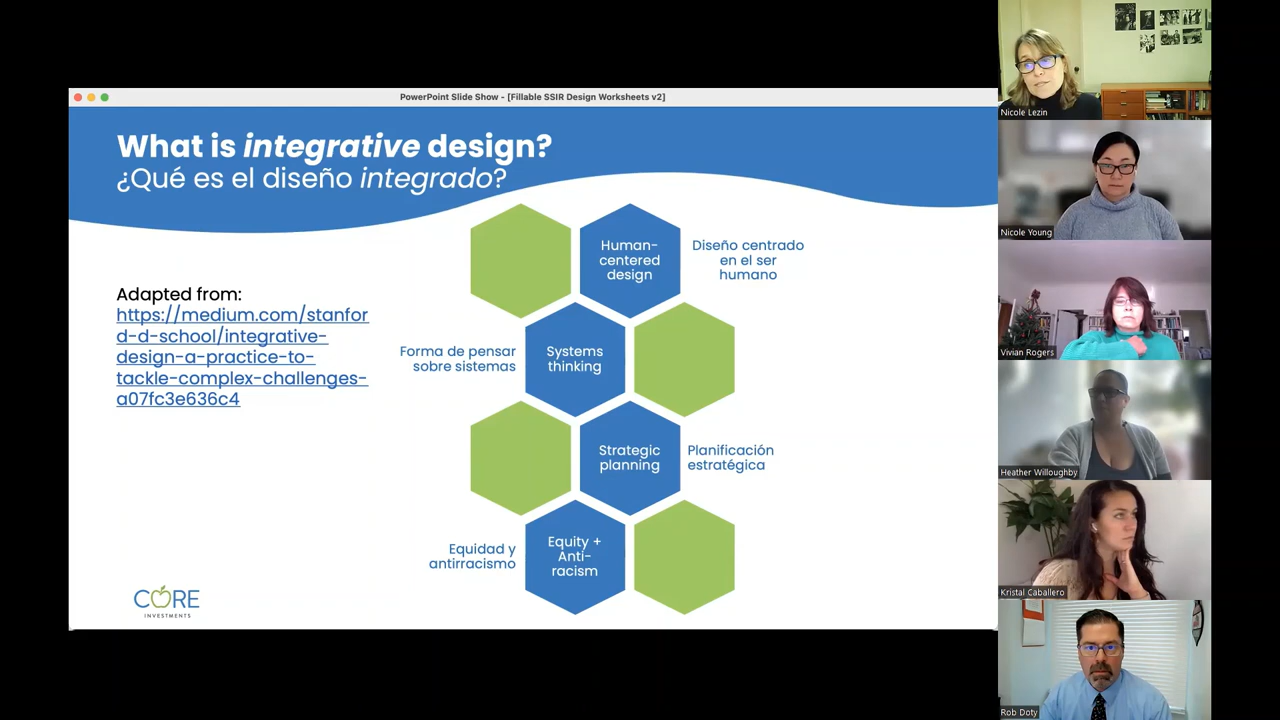 PowerPoint Slide Show - [Fillable SSIR Design Worksheets v2]
What is integrative design?
¿Qué es el diseño integrado?
Adapted from:
https://medium.com/stanfor
d-d-school/integrative-
design-a-practice-to-
tackle-complex-challenges-
a07fc3e636c4
Human-
centered
design
Diseño centrado
en el ser
humano
Forma de pensar
sobre sistemas
Systems
thinking
Strategic
planning
Planificación
estratégica
Equidad y
antirracismo
Equity +
Anti-
racism
CORE
INVESTMENTS
Nicole Lezin
Nicole Young
Vivian Rogers
Heather Willoughby
Kristal Caballero
Rob Doty